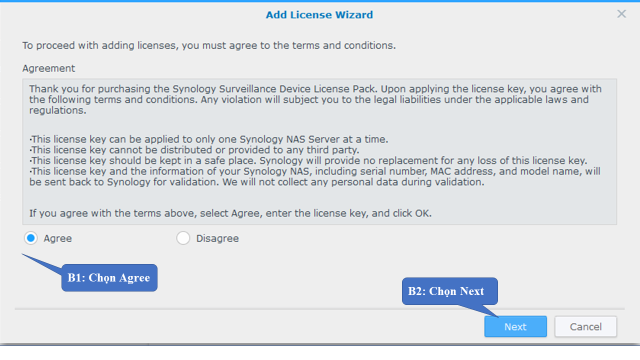 Add License Wizard
To proceed with adding licenses, you must agree to the terms and conditions.
Agreement
Thank you for purchasing the Synology Surveillance Device License Pack. Upon applying the license key, you agree with
the following terms and conditions. Any violation will subject you to the legal liabilities under the applicable laws and
regulations.
·This license key can be applied to only one Synology NAS Server at a time.
·This license key cannot be distributed or provided to any third party.
·This license key should be kept in a safe place. Synology will provide no replacement for any loss of this license key.
·This license key and the information of your Synology NAS, including serial number, MAC address, and model name, will
be sent back to Synology for validation. We will not collect any personal data during validation.
If you agree with the terms above, select Agree, enter the license key, and click OK.
Agree Disagree
B1: Chọn Agree
B2: Chọn Next
Next Cancel